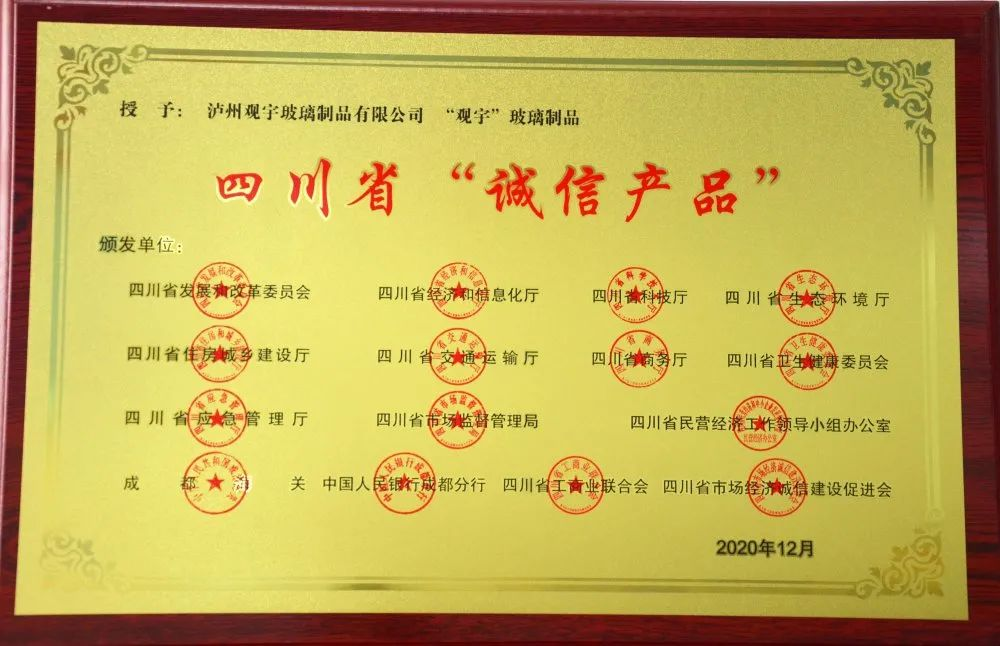 授 予： 泸州观宇玻璃制品有限公司 “观宇”玻璃制品
四川省“诚信产品”
颁发单位：
四川省发展和改革委员会 四川省经济和信息化厅 四川省科技厅 四川省生态环境厅
四川省住房城乡建设厅 四川省交通运输厅 四川省商务厅 四川省卫生健康委员会
四川省应急管理厅 四川省市场监督管理局 四川省民营经济工作领导小组办公室
成都 关 中国人民银行成都分行 四川省工商业联合会 四川省市场经济诚信建设促进会
2020年12月